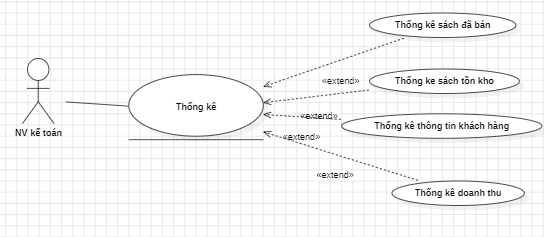 Thống kê sách đã bán
«extend»
Thống ke sách tồn kho
Thống kê
«extend»
Thống kê thông tin khách hàng
NV kế toán
«extend»
«extend»
Thống kê doanh thu